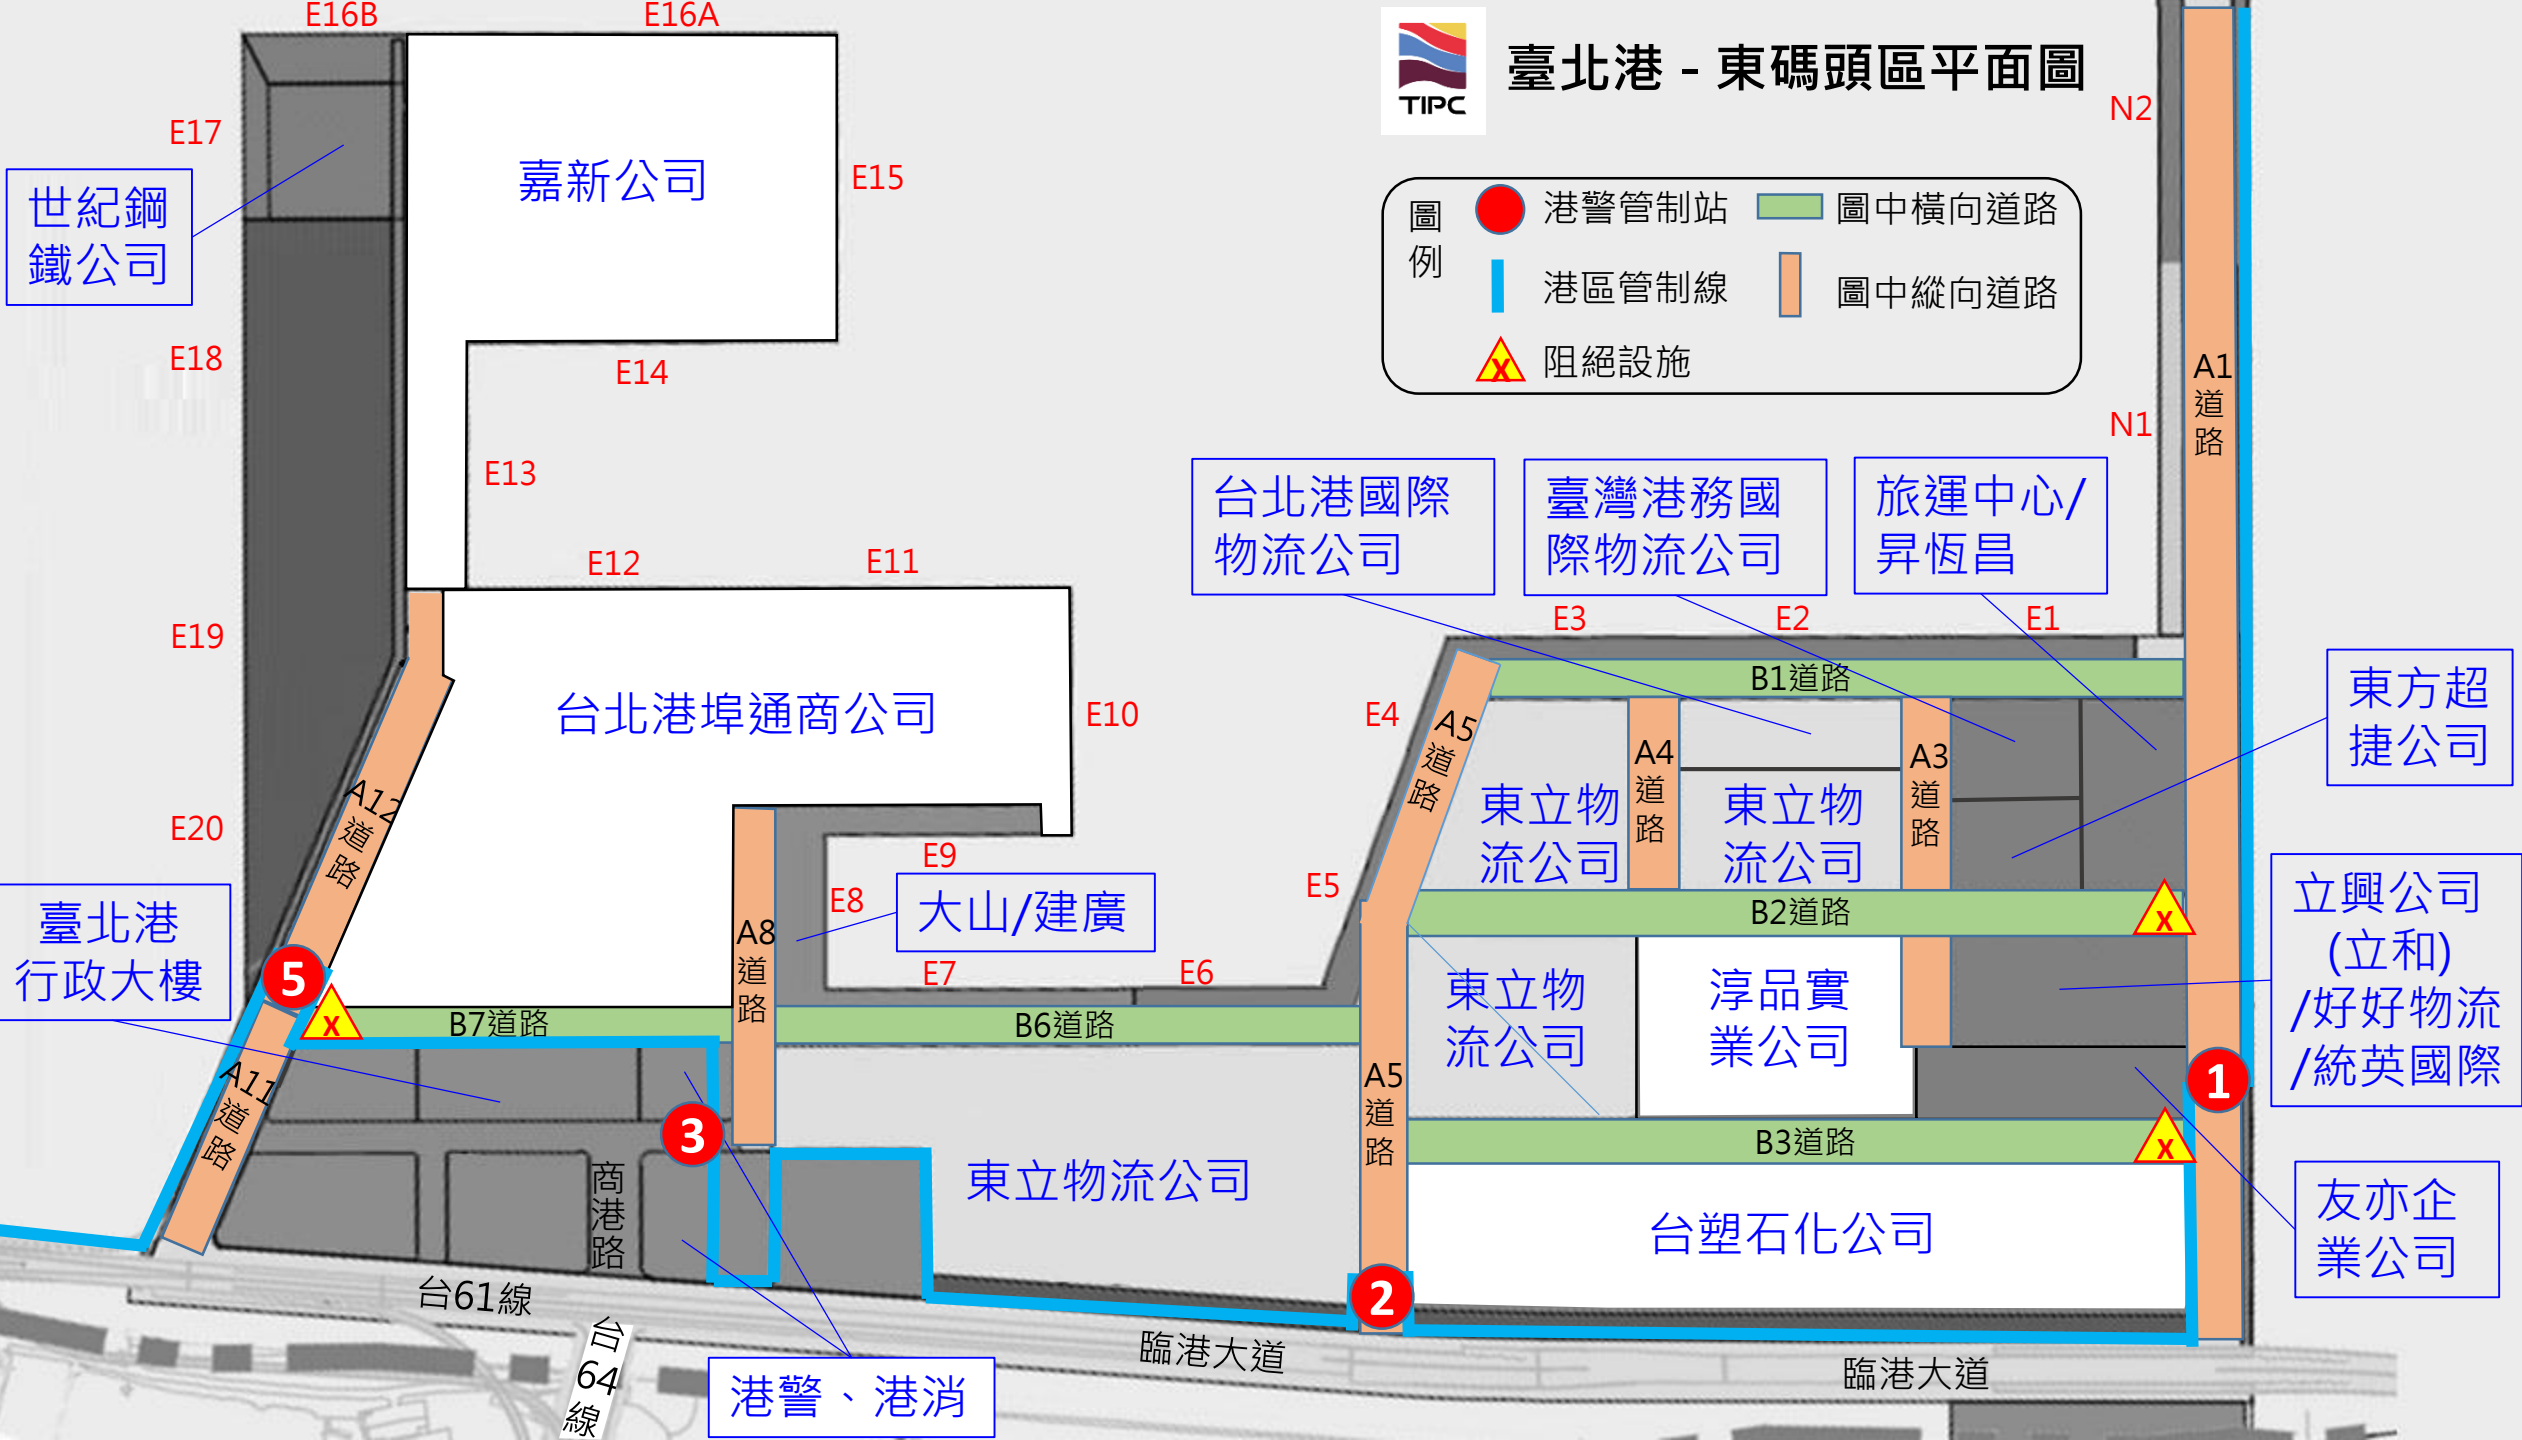 E16B
E16A
TIPC
臺北港 - 東碼頭區平面圖
N2
E17
嘉新公司
E15
世紀鋼
鐵公司
圖
例
港警管制站
圖中橫向道路
港區管制線
圖中縱向道路
X
阻絕設施
E18
E14
A1
道
路
N1
E13
台北港國際
物流公司
臺灣港務國
際物流公司
旅運中心/
昇恆昌
E12
E11
E19
E3
E2
E1
B1道路
東方超
捷公司
台北港埠通商公司
E10
E4
A5
道
路
A4
道
路
A3
道
路
東立物
流公司
東立物
流公司
A12
道
路
E20
E9
E8
大山/建廣
E5
B2道路
X
立興公司
(立和)
/好好物流
/統英國際
臺北港
行政大樓
A8
道
路
E7
E6
5
X
B7道路
B6道路
東立物
流公司
淳品實
業公司
A11
道
路
A5
道
路
1
3
B3道路
X
商
港
路
東立物流公司
台塑石化公司
友亦企
業公司
2
台61線
台
64
線
臨港大道
臨港大道
港警、港消